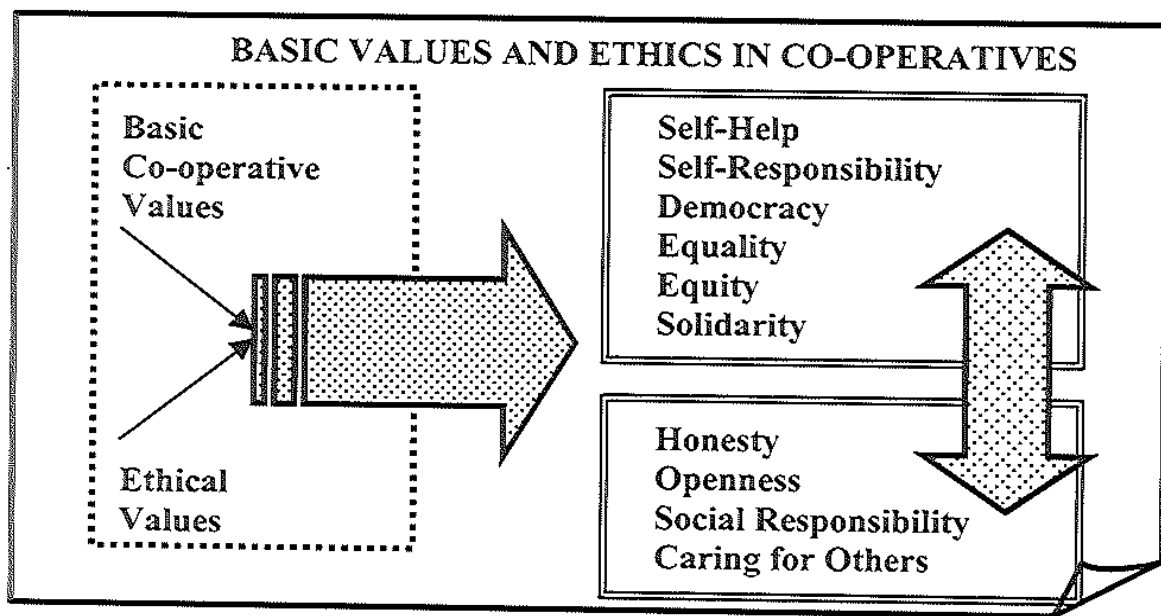 BASIC VALUES AND ETHICS IN CO-OPERATIVES
Basic
Co-operative
Values
Ethical
Values
Self-Help
Self-Responsibility
Democracy
Equality
Equity
Solidarity
Honesty
Openness
Social Responsibility
Caring for Others